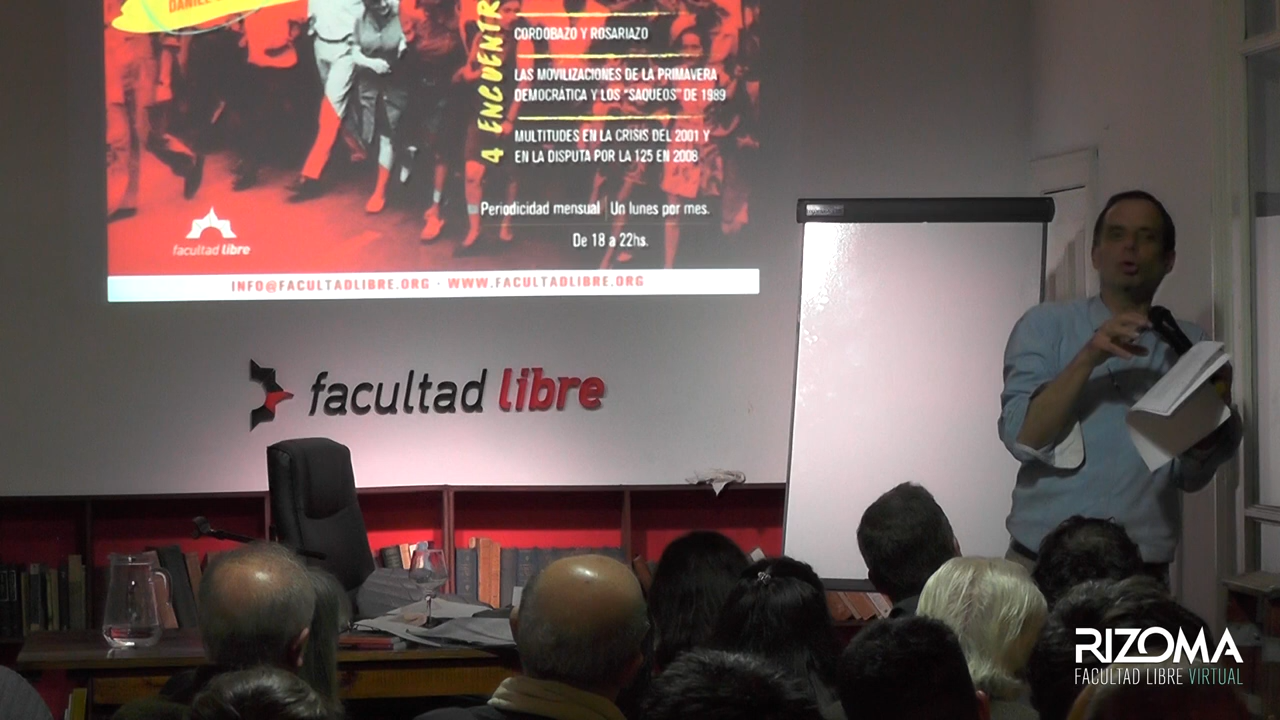 4 ENCUENTR
CORDOBAZO Y ROSARIAZO
LAS MOVILIZACIONES DE LA PRIMAVERA
DEMOCRÁTICA Y LOS "SAQUEOS" DE 1989
MULTITUDES EN LA CRISIS DEL 2001 Y
EN LA DISPUTA POR LA 125 EN 2008
Periodicidad mensual | Un lunes por mes.
De 18 a 22hs.
facultad libre
INFO@FACULTADLIBRE.ORG - WWW.FACULTADLIBRE.ORG
facultad libre
RIZOMA
FACULTAD LIBRE VIRTUAL